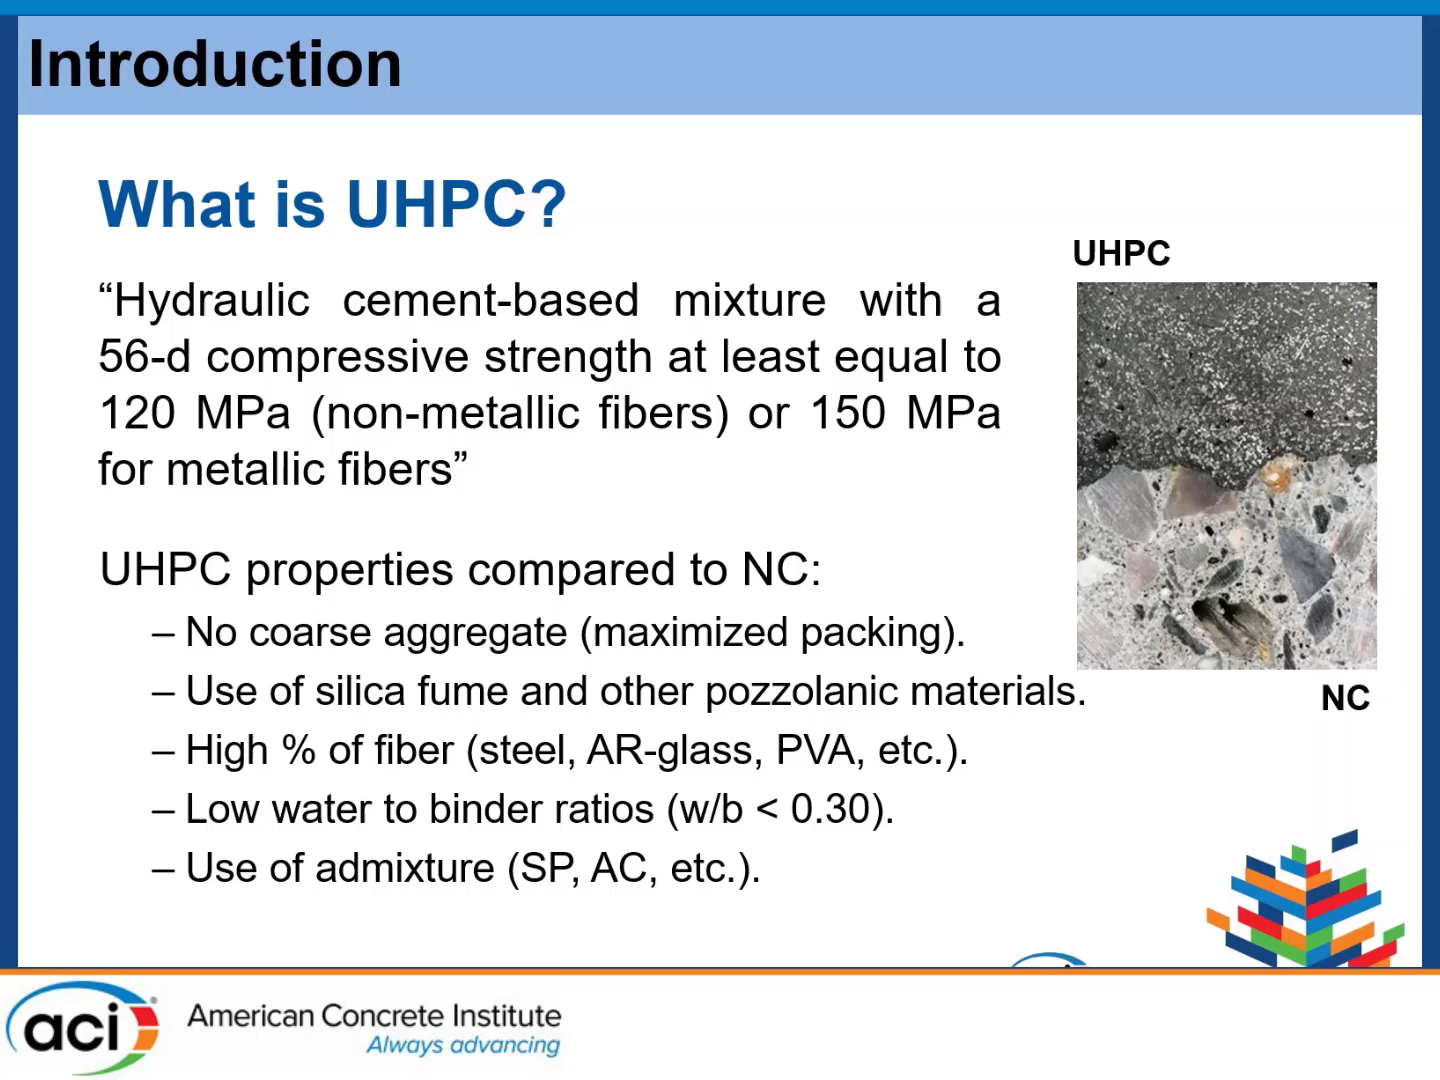 Introduction
What is UHPC?
“Hydraulic cement-based mixture with a
56-d compressive strength at least equal to
120 MPa (non-metallic fibers) or 150 MPa
for metallic fibers”
UHPC
UHPC properties compared to NC:
– No coarse aggregate (maximized packing).
– Use of silica fume and other pozzolanic materials.
NC
– High % of fiber (steel, AR-glass, PVA, etc.).
– Low water to binder ratios (w/b < 0.30).
– Use of admixture (SP, AC, etc.).
aci®
American Concrete Institute
Always advancing